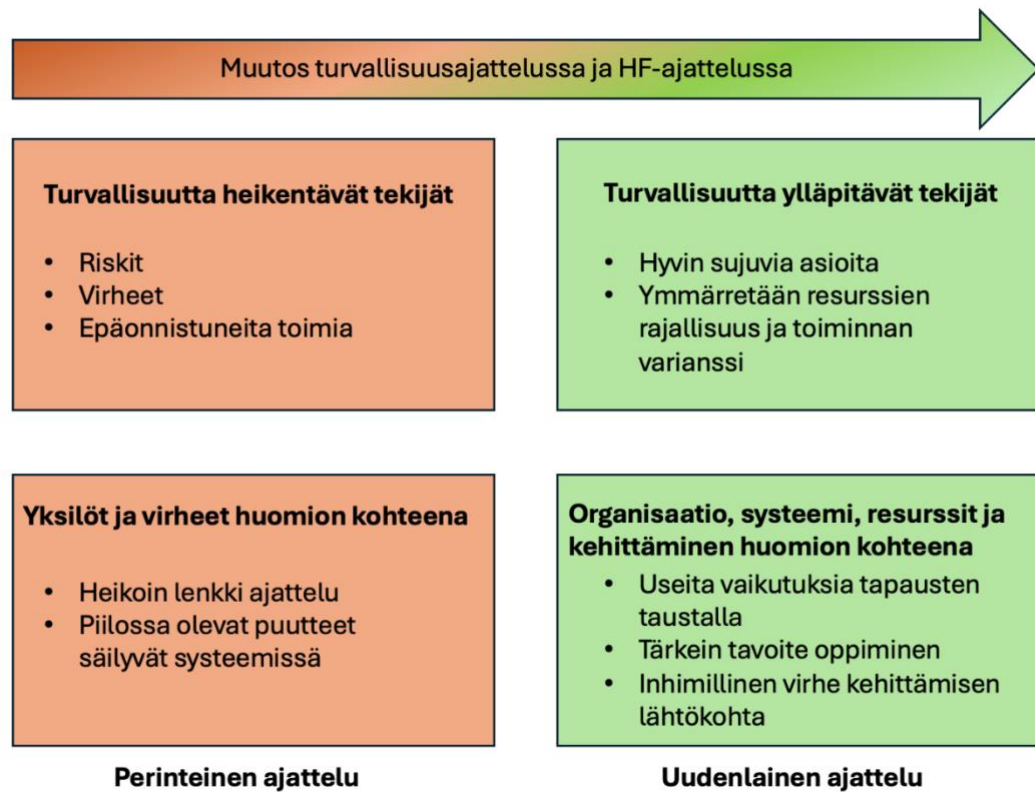 Muutos turvallisuusajattelussa ja HF-ajattelussa
Turvallisuutta heikentävät tekijät
• Riskit
• Virheet
• Epäonnistuneita toimia
Turvallisuutta ylläpitävät tekijät
• Hyvin sujuvia asioita
• Ymmärretään resurssien
rajallisuus ja toiminnan
varianssi
Yksilöt ja virheet huomion kohteena
• Heikoin lenkki ajattelu
• Piilossa olevat puutteet
säilyvät systeemissä
Organisaatio, systeemi, resurssit ja
kehittäminen huomion kohteena
• Useita vaikutuksia tapausten
taustalla
• Tärkein tavoite oppiminen
• Inhimillinen virhe kehittämisen
lähtökohta
Perinteinen ajattelu
Uudenlainen ajattelu